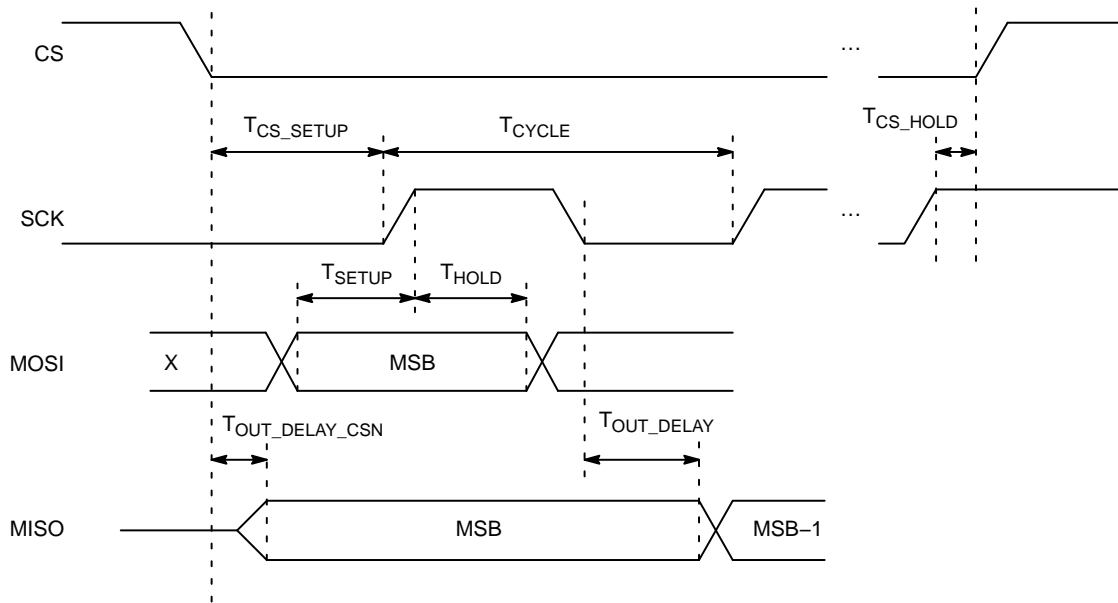 CS
...
T_CS_SETUP
T_CYCLE
T_CS_HOLD
SCK
...
T_SETUP
T_HOLD
MOSI
X
MSB
T_OUT_DELAY_CSN
T_OUT_DELAY
MISO
MSB
MSB−1